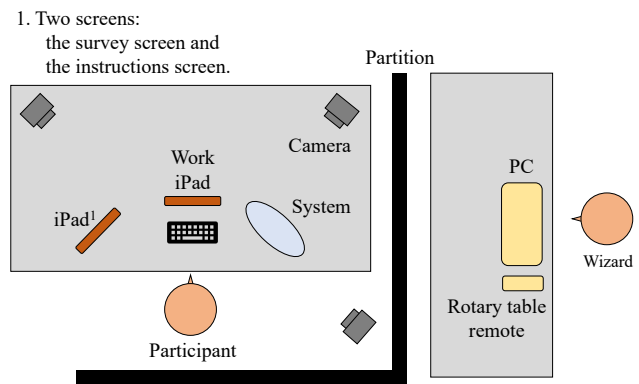 1. Two screens:
the survey screen and
the instructions screen.
Partition
Camera
Work
iPad
iPad1
System
Participant
PC
Wizard
Rotary table
remote